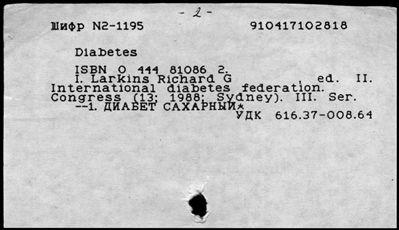 - 2 -
Шифр N2-1195 910417102818
Diabetes
ISBN 0 444 81086 2.
I. Larkins Richard G , ed. II.
International diabetes federation.
Congress (13; 1988; Sydney). III. Ser.
--1. ДИАБЕТ САХАРНЫЙ*
УДК 616.37-008.64